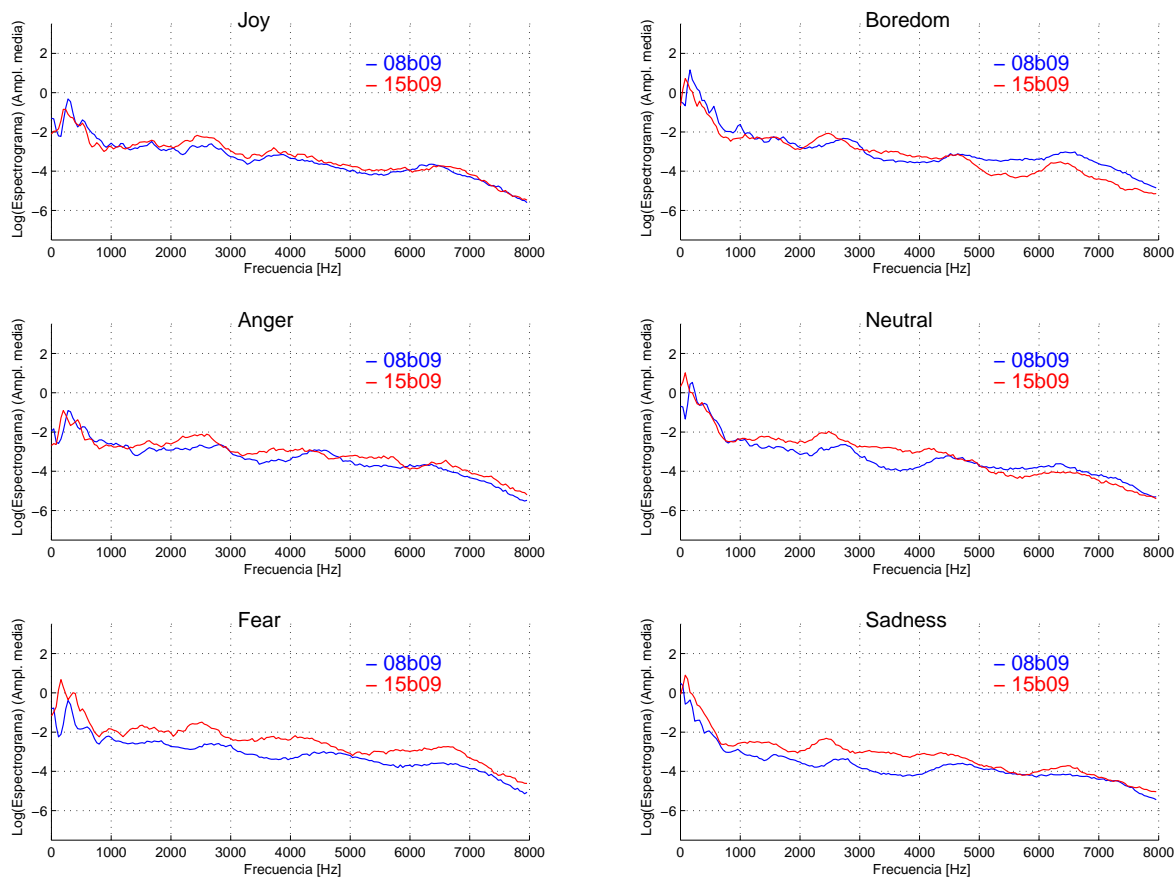 Joy
Log(Espectrograma) (Ampl. media)
2
0
−2
−4
−6
– 08b09
– 15b09
0 1000 2000 3000 4000 5000 6000 7000 8000
Frecuencia [Hz]
Boredom
Log(Espectrograma) (Ampl. media)
2
0
−2
−4
−6
– 08b09
– 15b09
0 1000 2000 3000 4000 5000 6000 7000 8000
Frecuencia [Hz]
Anger
Log(Espectrograma) (Ampl. media)
2
0
−2
−4
−6
– 08b09
– 15b09
0 1000 2000 3000 4000 5000 6000 7000 8000
Frecuencia [Hz]
Neutral
Log(Espectrograma) (Ampl. media)
2
0
−2
−4
−6
– 08b09
– 15b09
0 1000 2000 3000 4000 5000 6000 7000 8000
Frecuencia [Hz]
Fear
Log(Espectrograma) (Ampl. media)
2
0
−2
−4
−6
– 08b09
– 15b09
0 1000 2000 3000 4000 5000 6000 7000 8000
Frecuencia [Hz]
Sadness
Log(Espectrograma) (Ampl. media)
2
0
−2
−4
−6
– 08b09
– 15b09
0 1000 2000 3000 4000 5000 6000 7000 8000
Frecuencia [Hz]